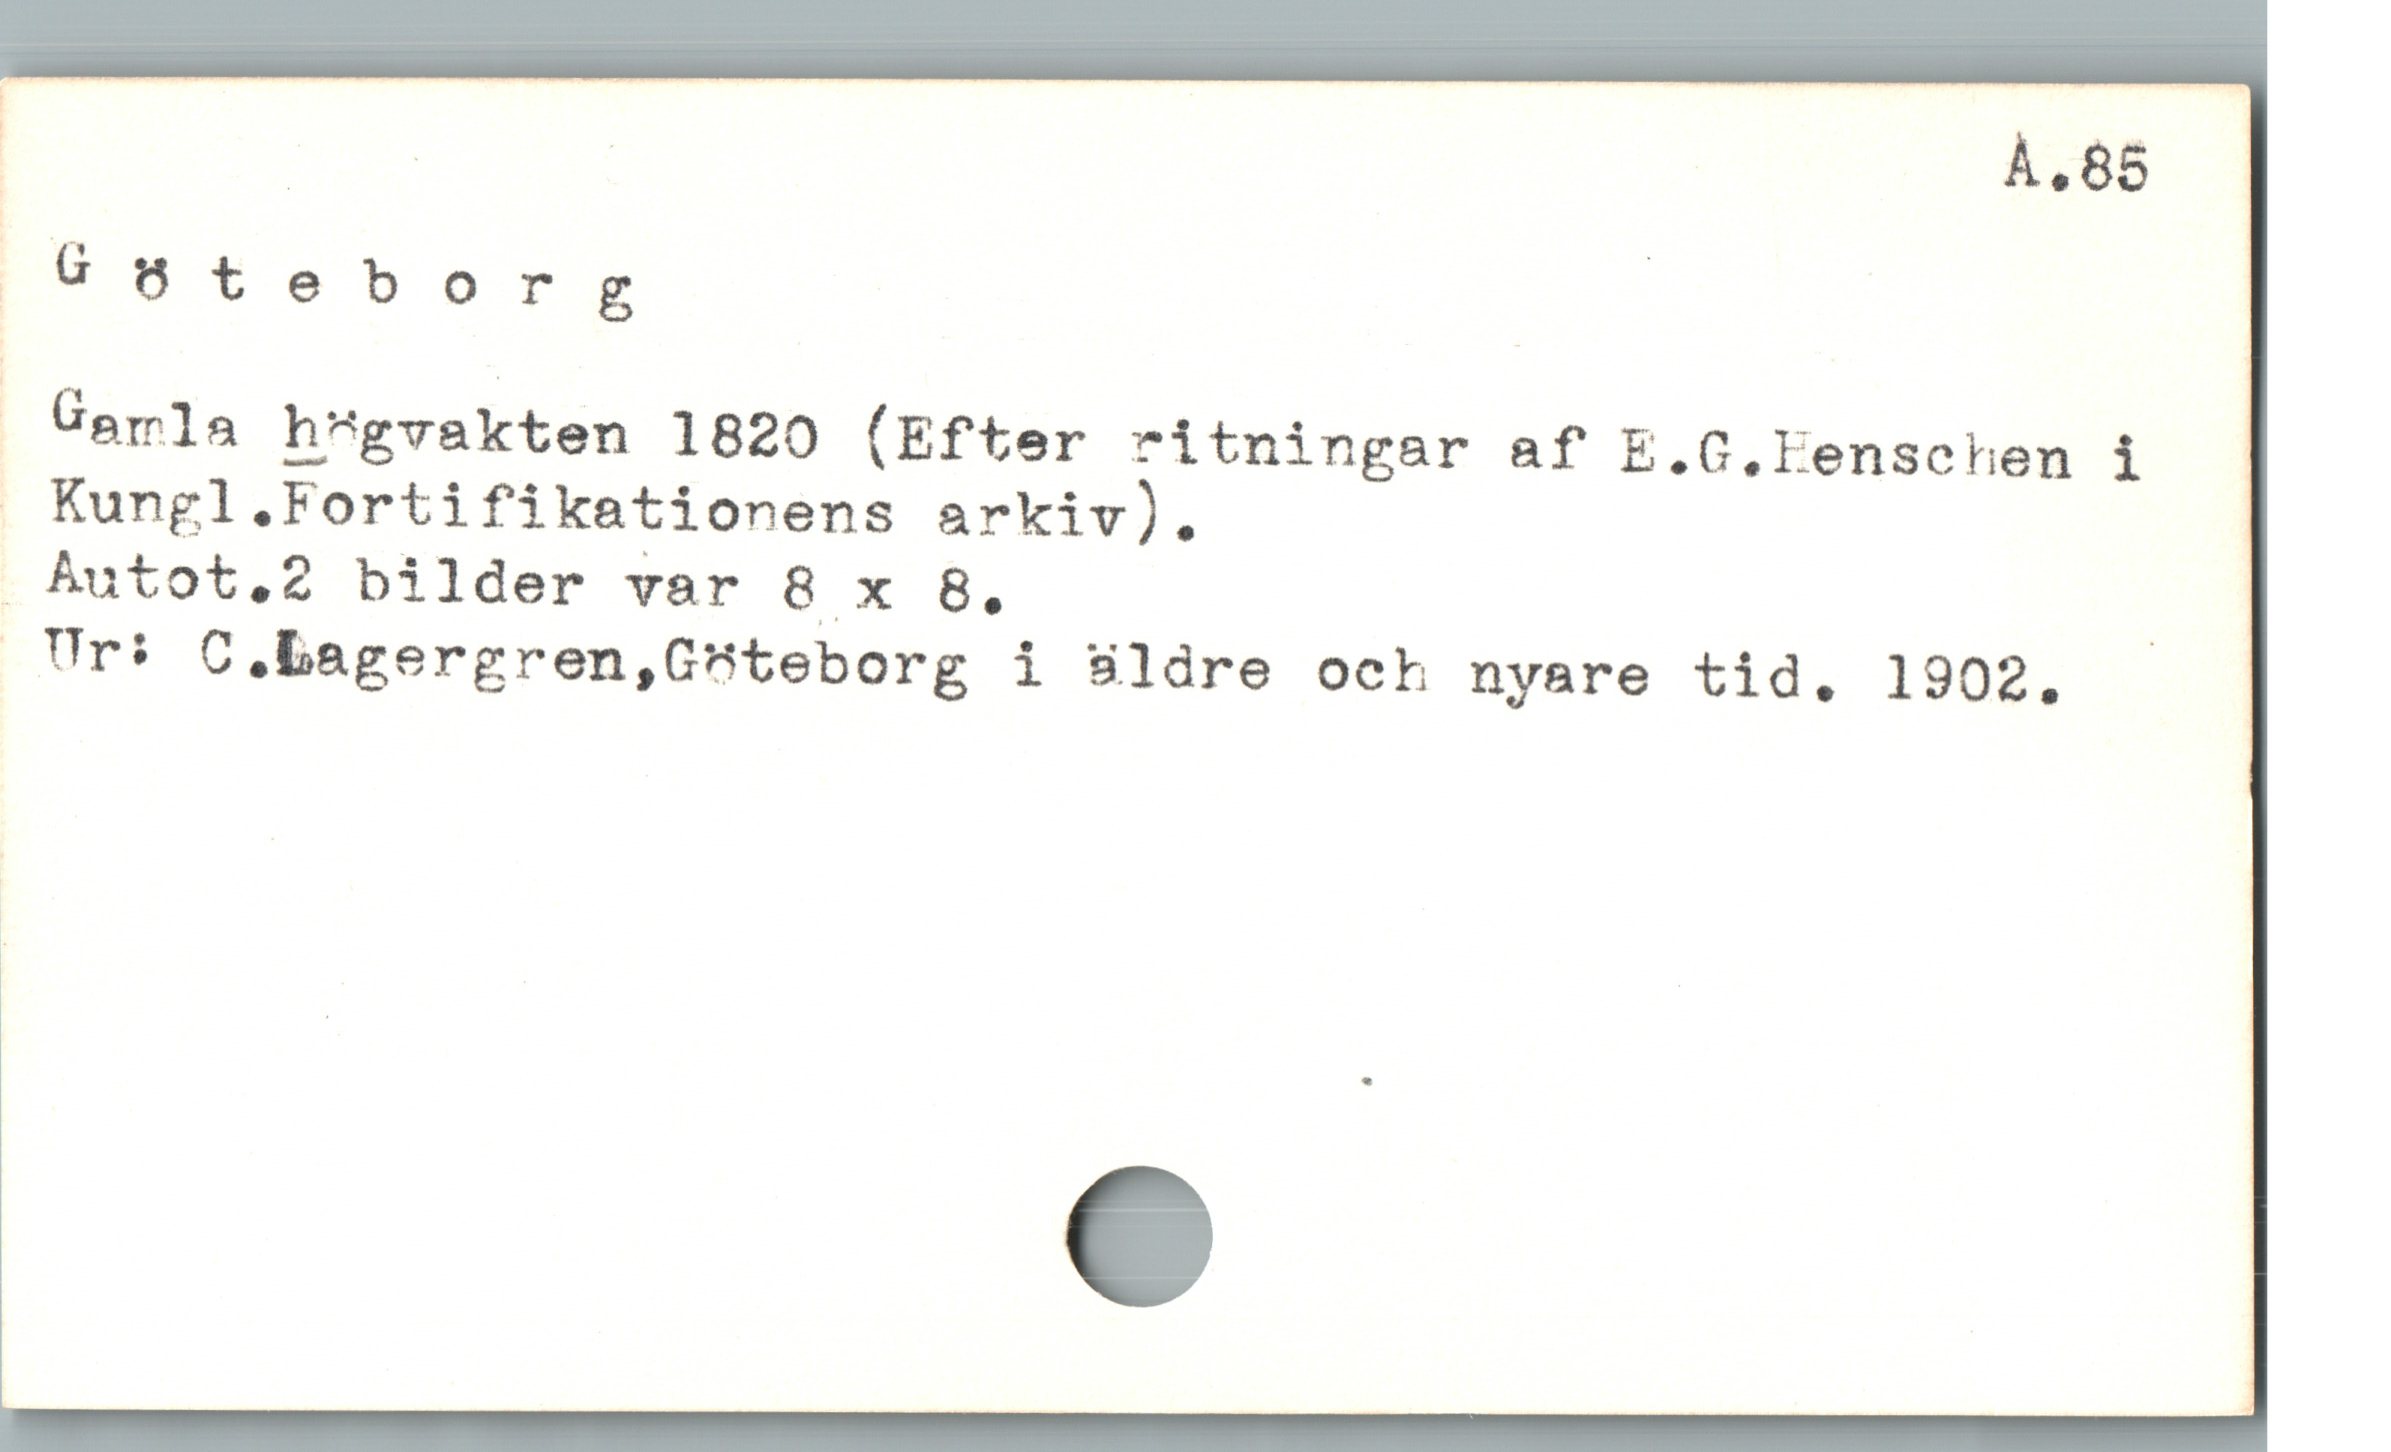 A.85
G ö t e b o r g
Gamla högvakten 1820 (Efter ritningar af E.G.Henschen i
Kungl.Fortifikationens arkiv).
Autot.2 bilder var 8 x 8.
Ur: C.Lagergren,Göteborg i äldre och nyare tid. 1902.